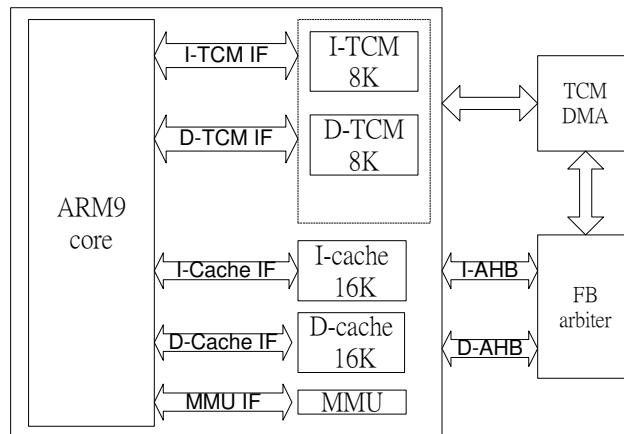 I-TCM IF
I-TCM
8K
TCM
DMA
D-TCM IF
D-TCM
8K
ARM9
core
I-Cache IF
I-cache
16K
I-AHB
FB
arbiter
D-Cache IF
D-cache
16K
D-AHB
MMU IF
MMU